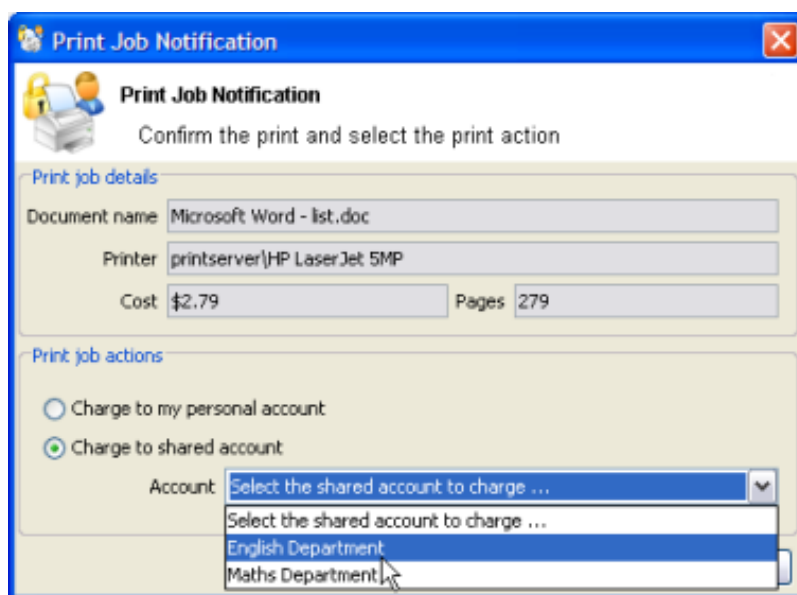 Print Job Notification
Print Job Notification
Confirm the print and select the print action
Print job details
Document name Microsoft Word - list.doc
Printer printserver\HP LaserJet 5MP
Cost $2.79 Pages 279
Print job actions
Charge to my personal account
Charge to shared account
Account Select the shared account to charge ...
Select the shared account to charge ...
English Department
Maths Department